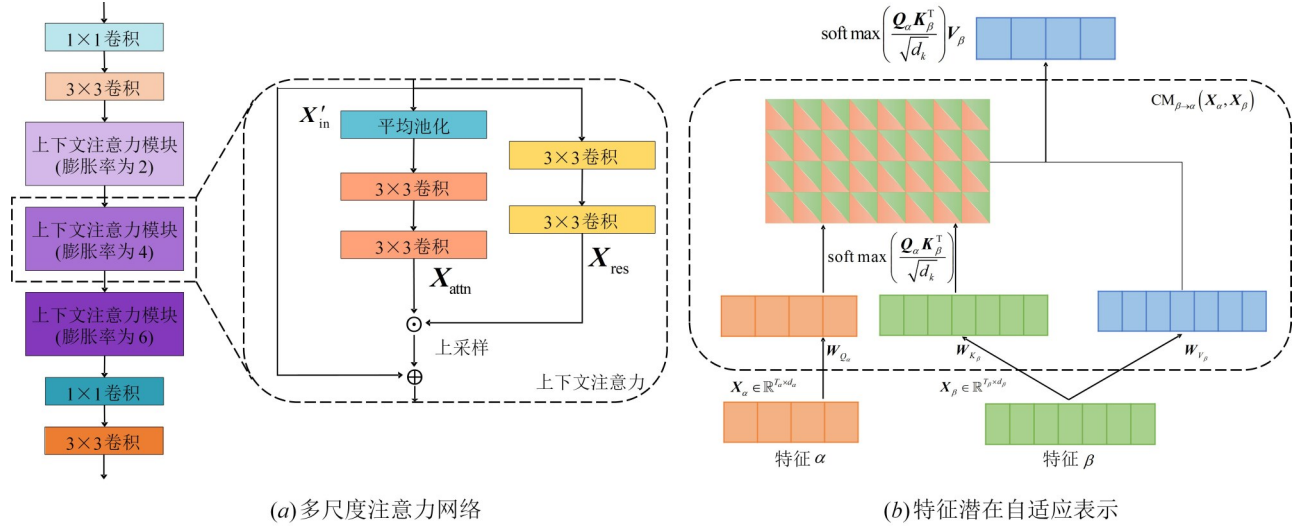 1×1卷积
3×3卷积
上下文注意力模块
(膨胀率为2)
上下文注意力模块
(膨胀率为4)
上下文注意力模块
(膨胀率为6)
1×1卷积
3×3卷积
X′in
平均池化
3×3卷积
3×3卷积
Xattn
3×3卷积
3×3卷积
Xres
⊙
上采样
⊕
上下文注意力
(a)多尺度注意力网络
soft max(QαKβᵀ/√dk)Vβ
CMβ→α(Xα, Xβ)
soft max(QαKβᵀ/√dk)
WQα
WKβ
WVβ
Xα∈ℝ^Tα×dα
Xβ∈ℝ^Tβ×dβ
特征α
特征β
(b)特征潜在自适应表示